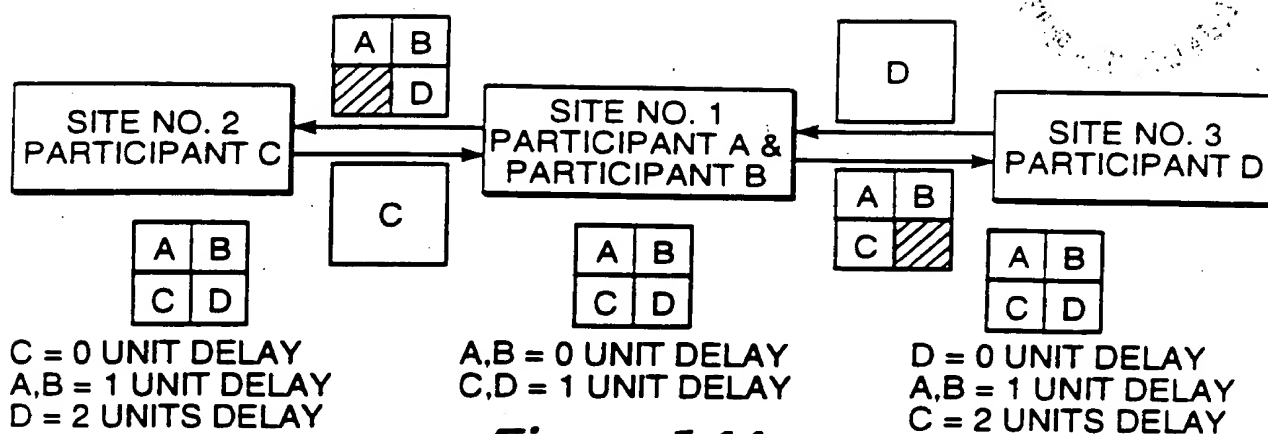 A B
D
D
SITE NO. 2
PARTICIPANT C
SITE NO. 1
PARTICIPANT A &
PARTICIPANT B
SITE NO. 3
PARTICIPANT D
C
A B
C
A B
C D
A B
C D
A B
C D
C = 0 UNIT DELAY
A,B = 1 UNIT DELAY
D = 2 UNITS DELAY
A,B = 0 UNIT DELAY
C,D = 1 UNIT DELAY
D = 0 UNIT DELAY
A,B = 1 UNIT DELAY
C = 2 UNITS DELAY